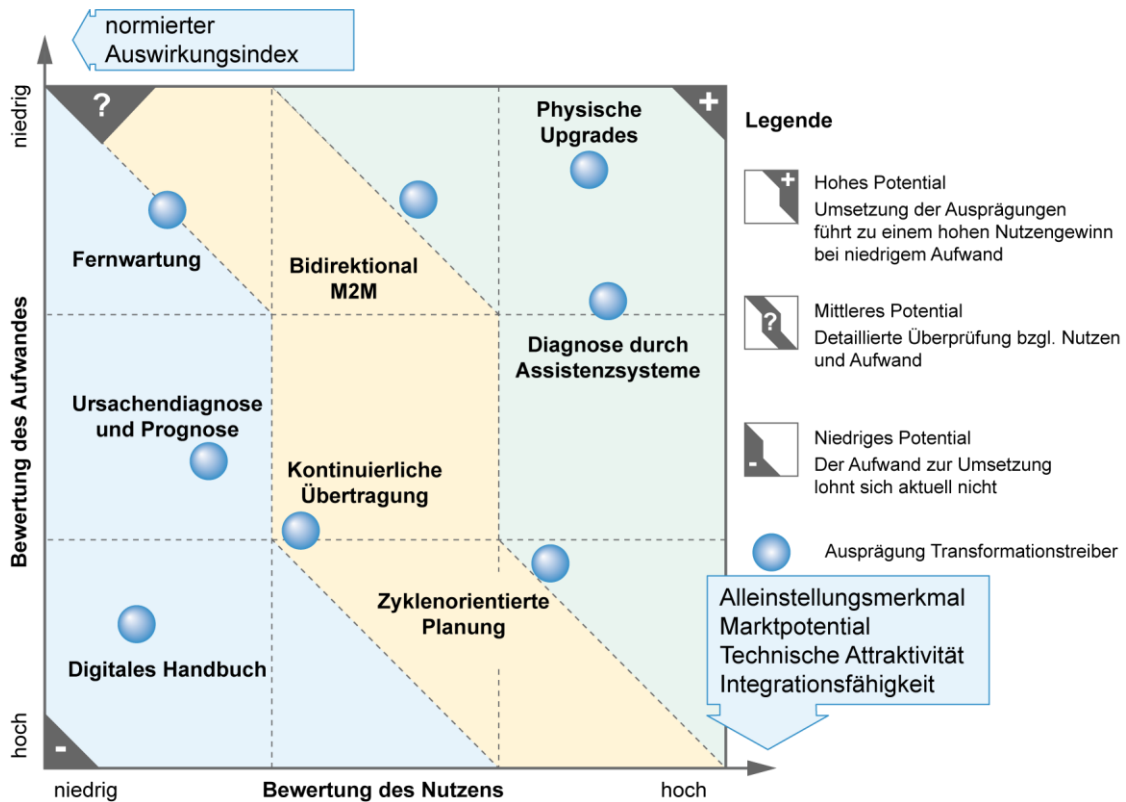 normierter
Auswirkungsindex
niedrig
Bewertung des Aufwandes
hoch
?
+
Physische
Upgrades
Fernwartung
Bidirektional
M2M
Diagnose durch
Assistenzsysteme
Ursachendiagnose
und Prognose
Kontinuierliche
Übertragung
Zyklenorientierte
Planung
Digitales Handbuch
-
niedrig
Bewertung des Nutzens
hoch
Legende
+
Hohes Potential
Umsetzung der Ausprägungen
führt zu einem hohen Nutzengewinn
bei niedrigem Aufwand
?
Mittleres Potential
Detaillierte Überprüfung bzgl. Nutzen
und Aufwand
-
Niedriges Potential
Der Aufwand zur Umsetzung
lohnt sich aktuell nicht
Ausprägung Transformationstreiber
Alleinstellungsmerkmal
Marktpotential
Technische Attraktivität
Integrationsfähigkeit